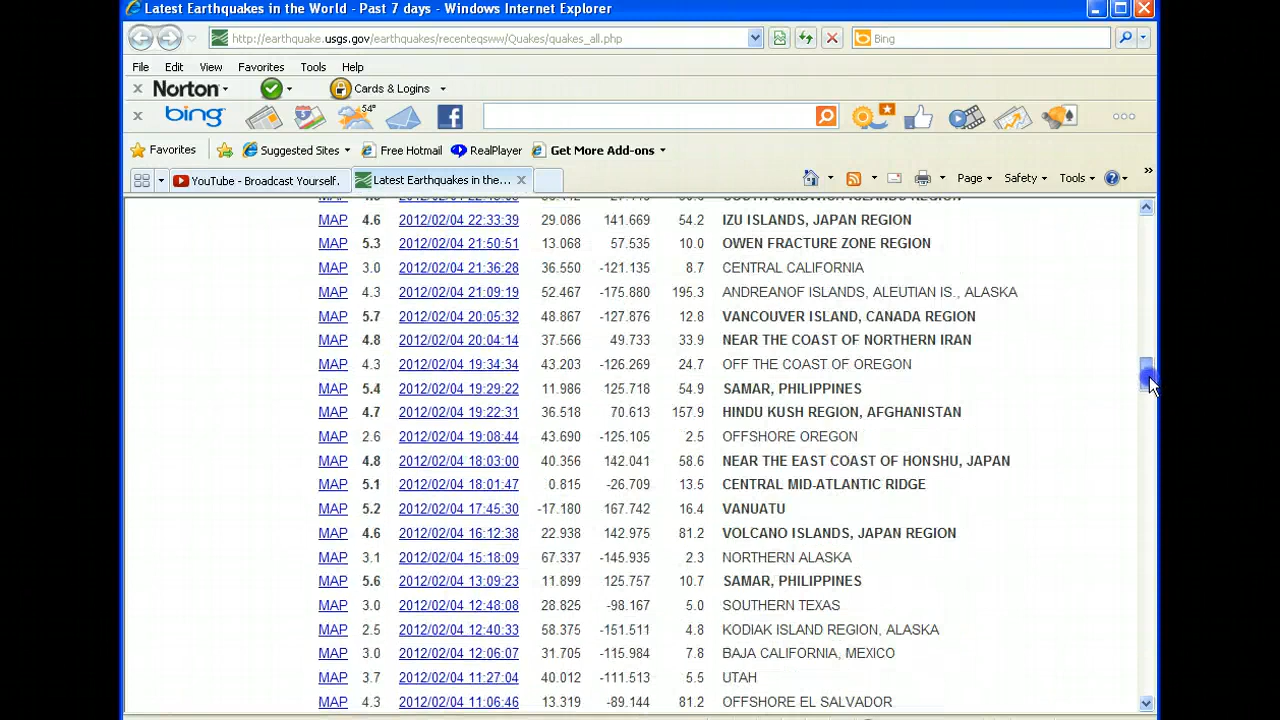 Latest Earthquakes in the World - Past 7 days - Windows Internet Explorer
http://earthquake.usgs.gov/earthquakes/recenteqsww/Quakes/quakes_all.php
Bing
File Edit View Favorites Tools Help
Norton Cards & Logins
bing 54°
Favorites Suggested Sites Free Hotmail RealPlayer Get More Add-ons
YouTube - Broadcast Yourself. Latest Earthquakes in the... Page Safety Tools
MAP 4.6 2012/02/04 22:33:39 29.086 141.669 54.2 IZU ISLANDS, JAPAN REGION
MAP 5.3 2012/02/04 21:50:51 13.068 57.535 10.0 OWEN FRACTURE ZONE REGION
MAP 3.0 2012/02/04 21:36:28 36.550 -121.135 8.7 CENTRAL CALIFORNIA
MAP 4.3 2012/02/04 21:09:19 52.467 -175.880 195.3 ANDREANOF ISLANDS, ALEUTIAN IS., ALASKA
MAP 5.7 2012/02/04 20:05:32 48.867 -127.876 12.8 VANCOUVER ISLAND, CANADA REGION
MAP 4.8 2012/02/04 20:04:14 37.566 49.733 33.9 NEAR THE COAST OF NORTHERN IRAN
MAP 4.3 2012/02/04 19:34:34 43.203 -126.269 24.7 OFF THE COAST OF OREGON
MAP 5.4 2012/02/04 19:29:22 11.986 125.718 54.9 SAMAR, PHILIPPINES
MAP 4.7 2012/02/04 19:22:31 36.518 70.613 157.9 HINDU KUSH REGION, AFGHANISTAN
MAP 2.6 2012/02/04 19:08:44 43.690 -125.105 2.5 OFFSHORE OREGON
MAP 4.8 2012/02/04 18:03:00 40.356 142.041 58.6 NEAR THE EAST COAST OF HONSHU, JAPAN
MAP 5.1 2012/02/04 18:01:47 0.815 -26.709 13.5 CENTRAL MID-ATLANTIC RIDGE
MAP 5.2 2012/02/04 17:45:30 -17.180 167.742 16.4 VANUATU
MAP 4.6 2012/02/04 16:12:38 22.938 142.975 81.2 VOLCANO ISLANDS, JAPAN REGION
MAP 3.1 2012/02/04 15:18:09 67.337 -145.935 2.3 NORTHERN ALASKA
MAP 5.6 2012/02/04 13:09:23 11.899 125.757 10.7 SAMAR, PHILIPPINES
MAP 3.0 2012/02/04 12:48:08 28.825 -98.167 5.0 SOUTHERN TEXAS
MAP 2.5 2012/02/04 12:40:33 58.375 -151.511 4.8 KODIAK ISLAND REGION, ALASKA
MAP 3.0 2012/02/04 12:06:07 31.705 -115.984 7.8 BAJA CALIFORNIA, MEXICO
MAP 3.7 2012/02/04 11:27:04 40.012 -111.513 5.5 UTAH
MAP 4.3 2012/02/04 11:06:46 13.319 -89.144 81.2 OFFSHORE EL SALVADOR